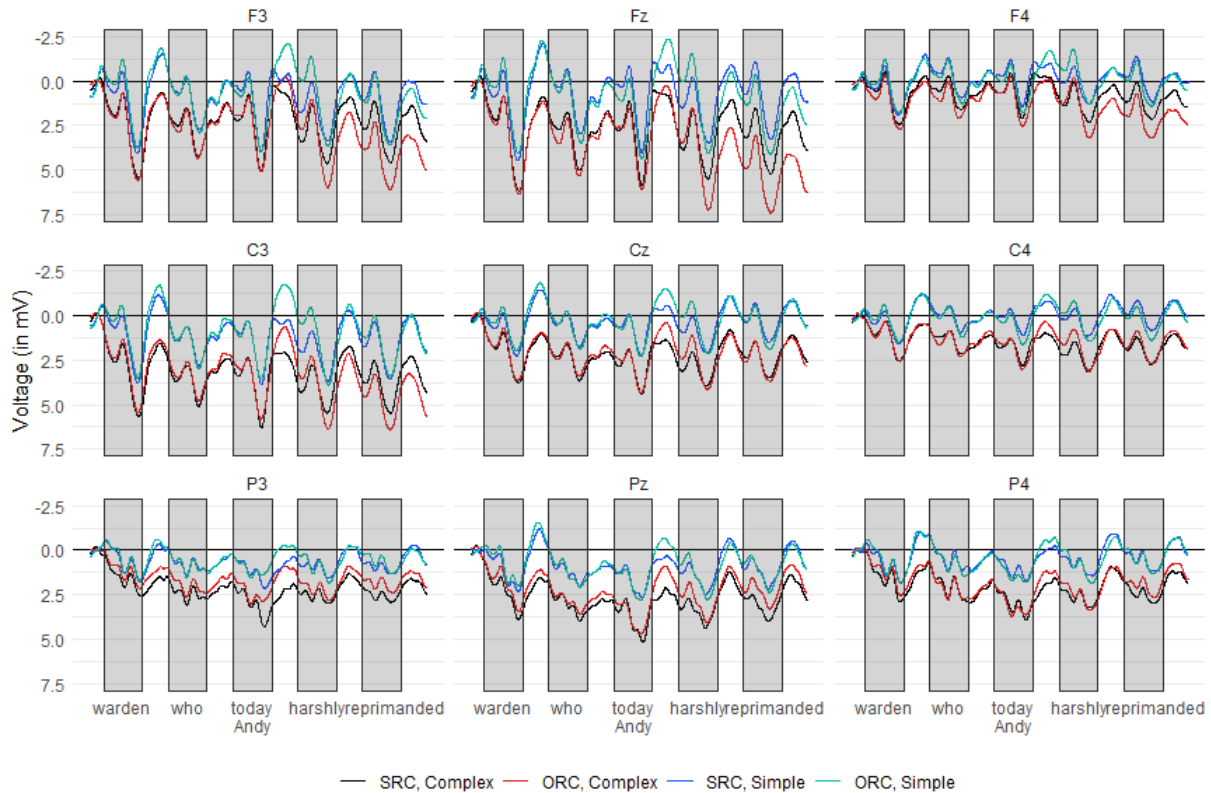 F3 Fz F4
-2.5
0.0
2.5
5.0
7.5
C3 Cz C4
-2.5
0.0
2.5
5.0
7.5
P3 Pz P4
-2.5
0.0
2.5
5.0
7.5
Voltage (in mV)
warden who today harshly reprimanded warden who today harshly reprimanded warden who today harshly reprimanded
Andy Andy Andy
SRC, Complex ORC, Complex SRC, Simple ORC, Simple